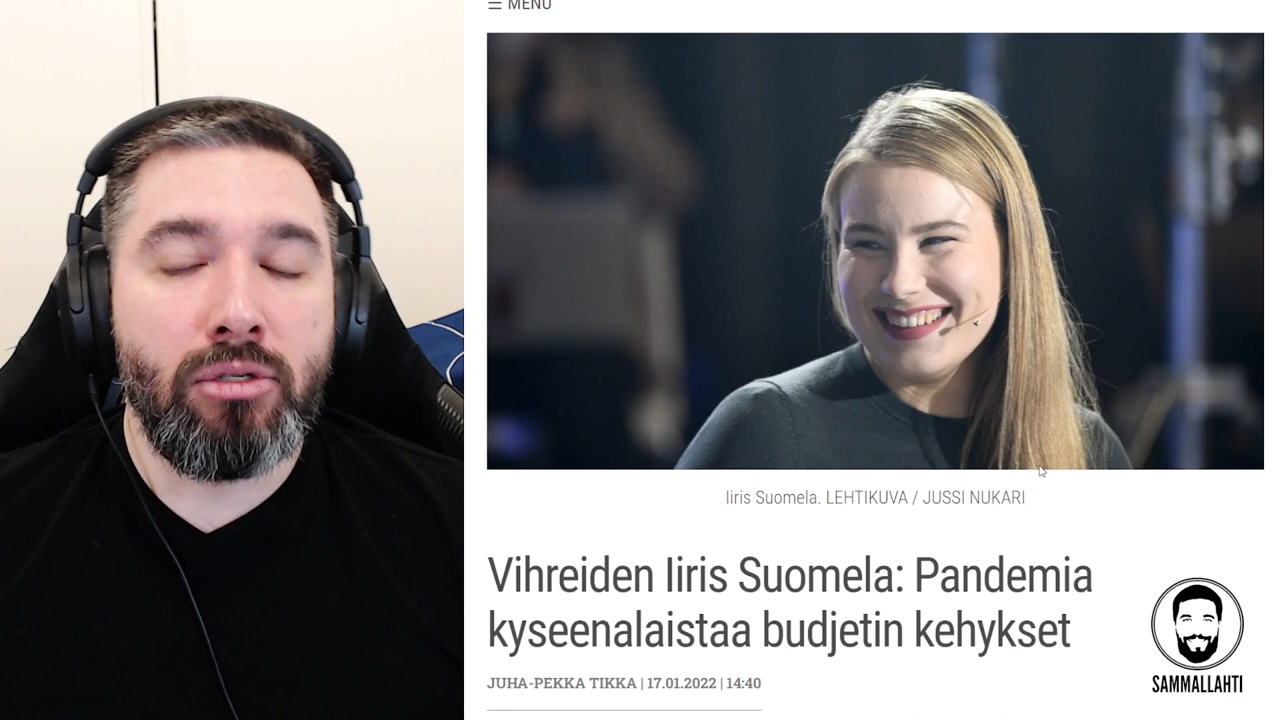 ☰ MENU
Iiris Suomela. LEHTIKUVA / JUSSI NUKARI
Vihreiden Iiris Suomela: Pandemia
kyseenalaistaa budjetin kehykset
JUHA-PEKKA TIKKA | 17.01.2022 | 14:40
SAMMALLAHTI